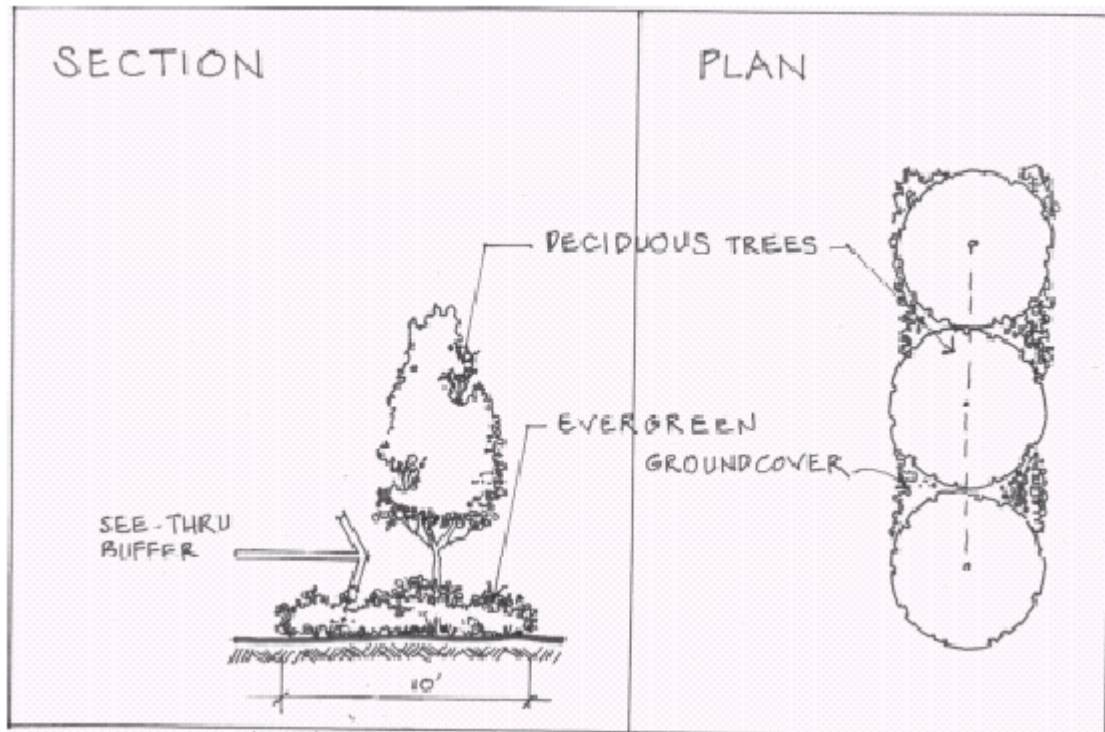 SECTION
PLAN
DECIDUOUS TREES
EVERGREEN
GROUNDCOVER
SEE-THRU
BUFFER
10'